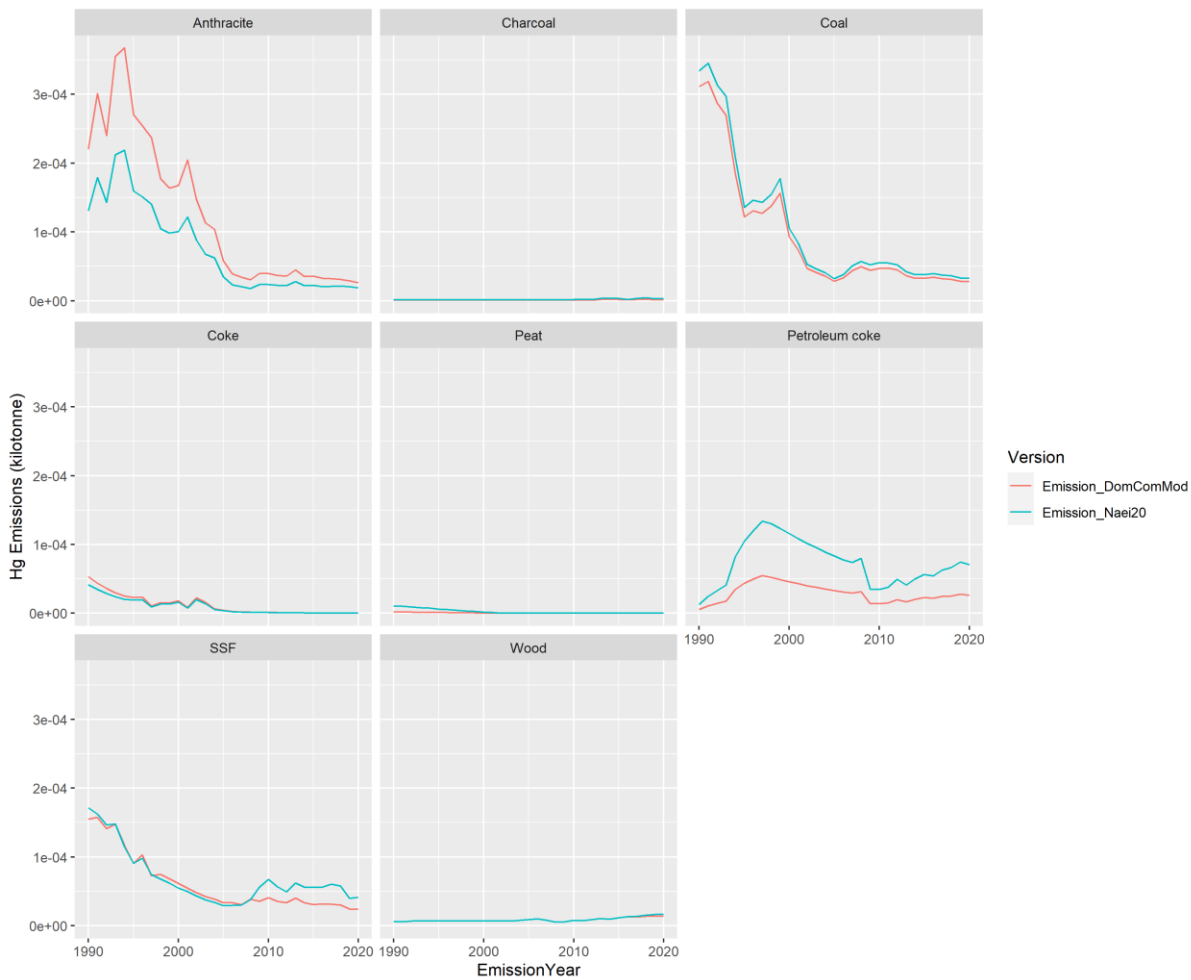 Anthracite
Charcoal
Coal
3e-04
2e-04
1e-04
0e+00
Coke
Peat
Petroleum coke
3e-04
2e-04
1e-04
0e+00
1990
2000
2010
2020
SSF
Wood
3e-04
2e-04
1e-04
0e+00
1990
2000
2010
2020
1990
2000
2010
2020
EmissionYear
Hg Emissions (kilotonne)
Version
Emission_DomComMod
Emission_Naei20